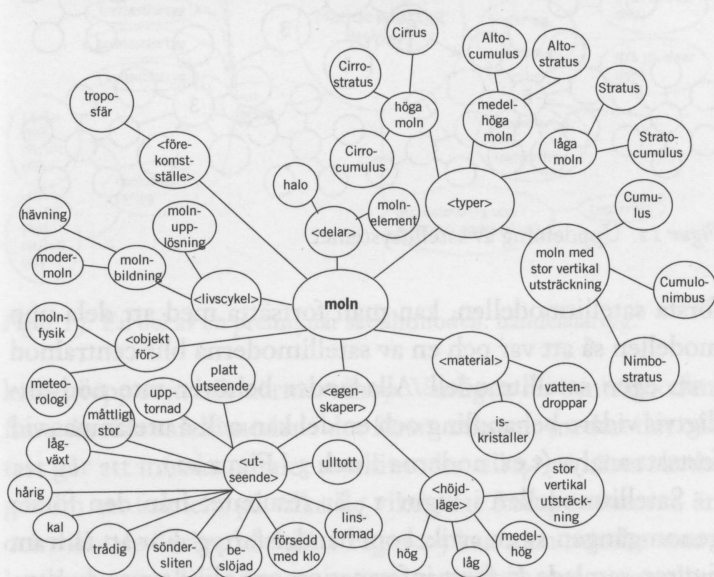 Cirrus
Cirro-
stratus
höga
moln
Cirro-
cumulus
Alto-
cumulus
Alto-
stratus
medel-
höga
moln
Stratus
låga
moln
Strato-
cumulus
tropo-
sfär
<före-
komst-
ställe>
halo
moln-
element
<delar>
<typer>
Cumu-
lus
moln med
stor vertikal
utsträckning
Cumulo-
nimbus
Nimbo-
stratus
hävning
moder-
moln
moln-
bildning
moln-
upp-
lösning
<livscykel>
moln
moln-
fysik
<objekt
för>
meteo-
rologi
platt
utseende
upp-
tornad
måttligt
stor
låg-
växt
hårig
kal
trådig
sönder-
sliten
be-
slöjad
försedd
med klo
lins-
formad
ulltott
<ut-
seende>
<egen-
skaper>
<material>
vatten-
droppar
is-
kristaller
<höjd-
läge>
stor
vertikal
utsträck-
ning
hög
låg
medel-
hög